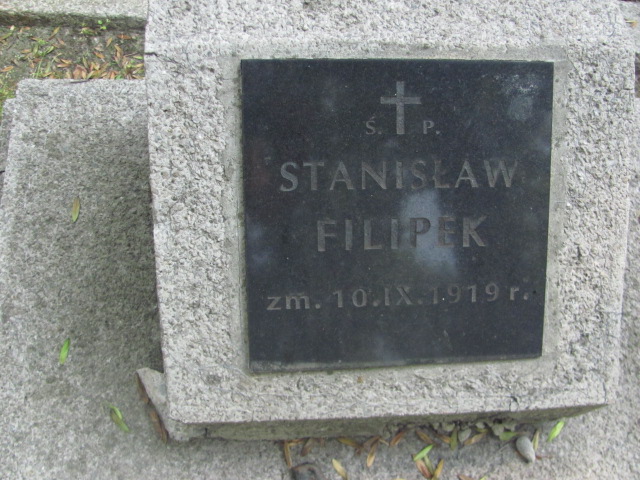 Ś. P.
STANISŁAW
FILIPEK
zm. 10.IX.1919 r.